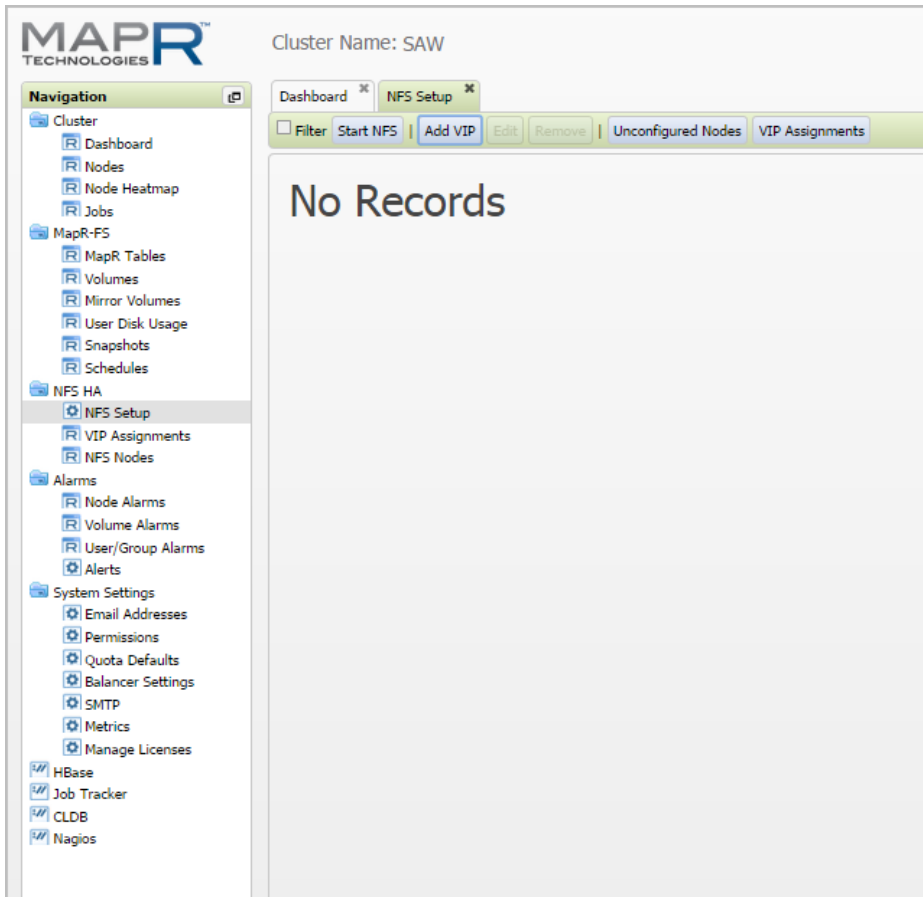 MAPR™
TECHNOLOGIES
Cluster Name: SAW
Navigation
Cluster
Dashboard
Nodes
Node Heatmap
Jobs
MapR-FS
MapR Tables
Volumes
Mirror Volumes
User Disk Usage
Snapshots
Schedules
NFS HA
NFS Setup
VIP Assignments
NFS Nodes
Alarms
Node Alarms
Volume Alarms
User/Group Alarms
Alerts
System Settings
Email Addresses
Permissions
Quota Defaults
Balancer Settings
SMTP
Metrics
Manage Licenses
HBase
Job Tracker
CLDB
Nagios
Dashboard NFS Setup
Filter Start NFS | Add VIP Edit Remove | Unconfigured Nodes VIP Assignments
No Records